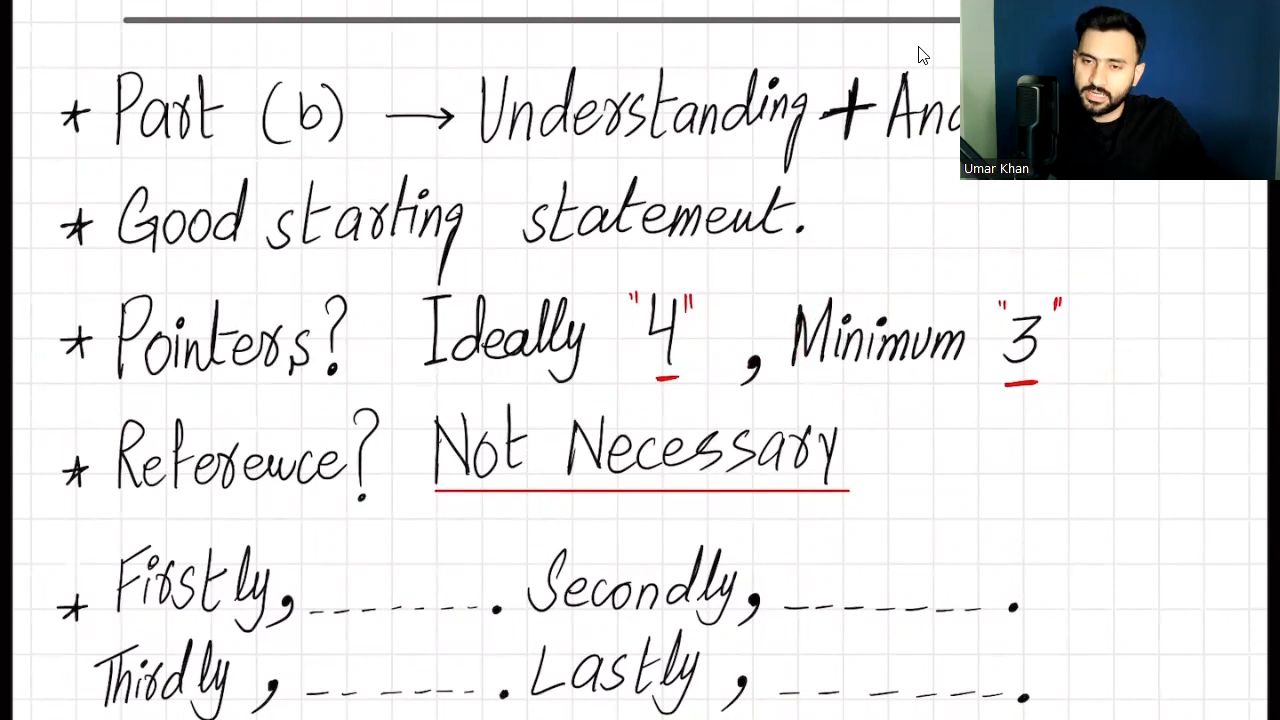 * Part (b) → Understanding + Ana
Umar Khan
* Good starting statement.
* Pointers? Ideally "4", Minimum "3"
* Reference? Not Necessary
* Firstly, -------. Secondly, -------.
Thirdly, -------. Lastly, -------.